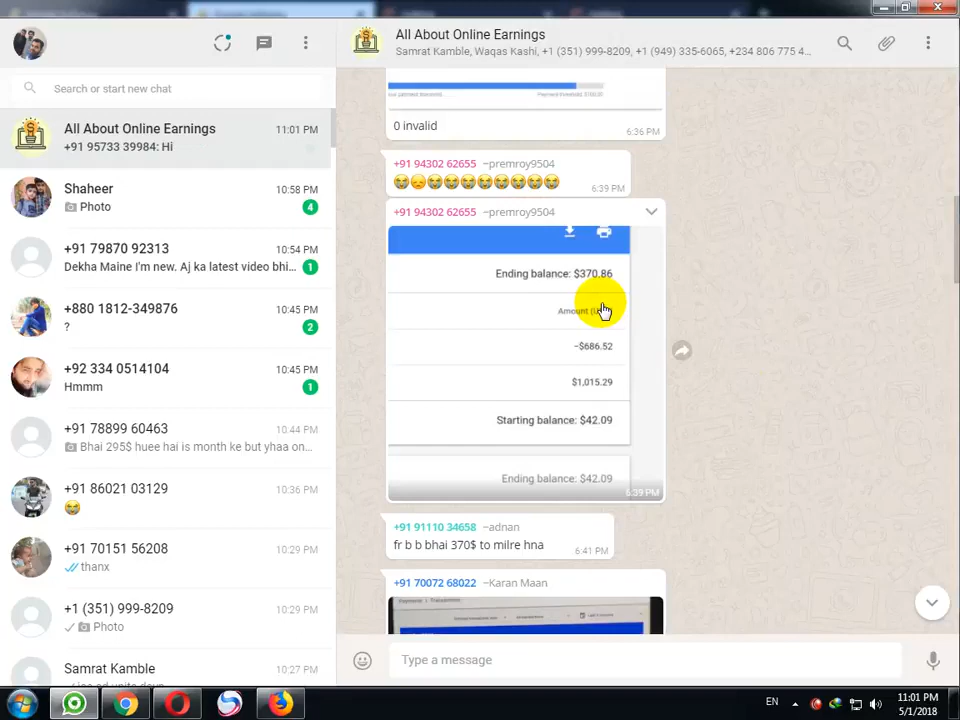 All About Online Earnings
Samrat Kamble, Waqas Kashi, +1 (351) 999-8209, +1 (949) 335-6065, +234 806 775 4...
Search or start new chat
All About Online Earnings 11:01 PM
+91 95733 39984: Hi
Shaheer 10:58 PM
Photo 4
+91 79870 92313 10:54 PM
Dekha Maine I'm new. Aj ka latest video bhi... 1
+880 1812-349876 10:45 PM
? 2
+92 334 0514104 10:45 PM
Hmmm 1
+91 78899 60463 10:44 PM
Bhai 295$ huee hai is month ke but yhaa on...
+91 86021 03129 10:36 PM
+91 70151 56208 10:29 PM
thanx
+1 (351) 999-8209 10:29 PM
Photo
Samrat Kamble 10:27 PM
Payment threshold: $100.00
0 invalid 6:36 PM
+91 94302 62655 ~premroy9504
6:39 PM
+91 94302 62655 ~premroy9504
Ending balance: $370.86
Amount
-$686.52
$1,015.29
Starting balance: $42.09
Ending balance: $42.09
6:39 PM
+91 91110 34658 ~adnan
fr b b bhai 370$ to milre hna 6:41 PM
+91 70072 68022 ~Karan Maan
Type a message
EN 11:01 PM
5/1/2018